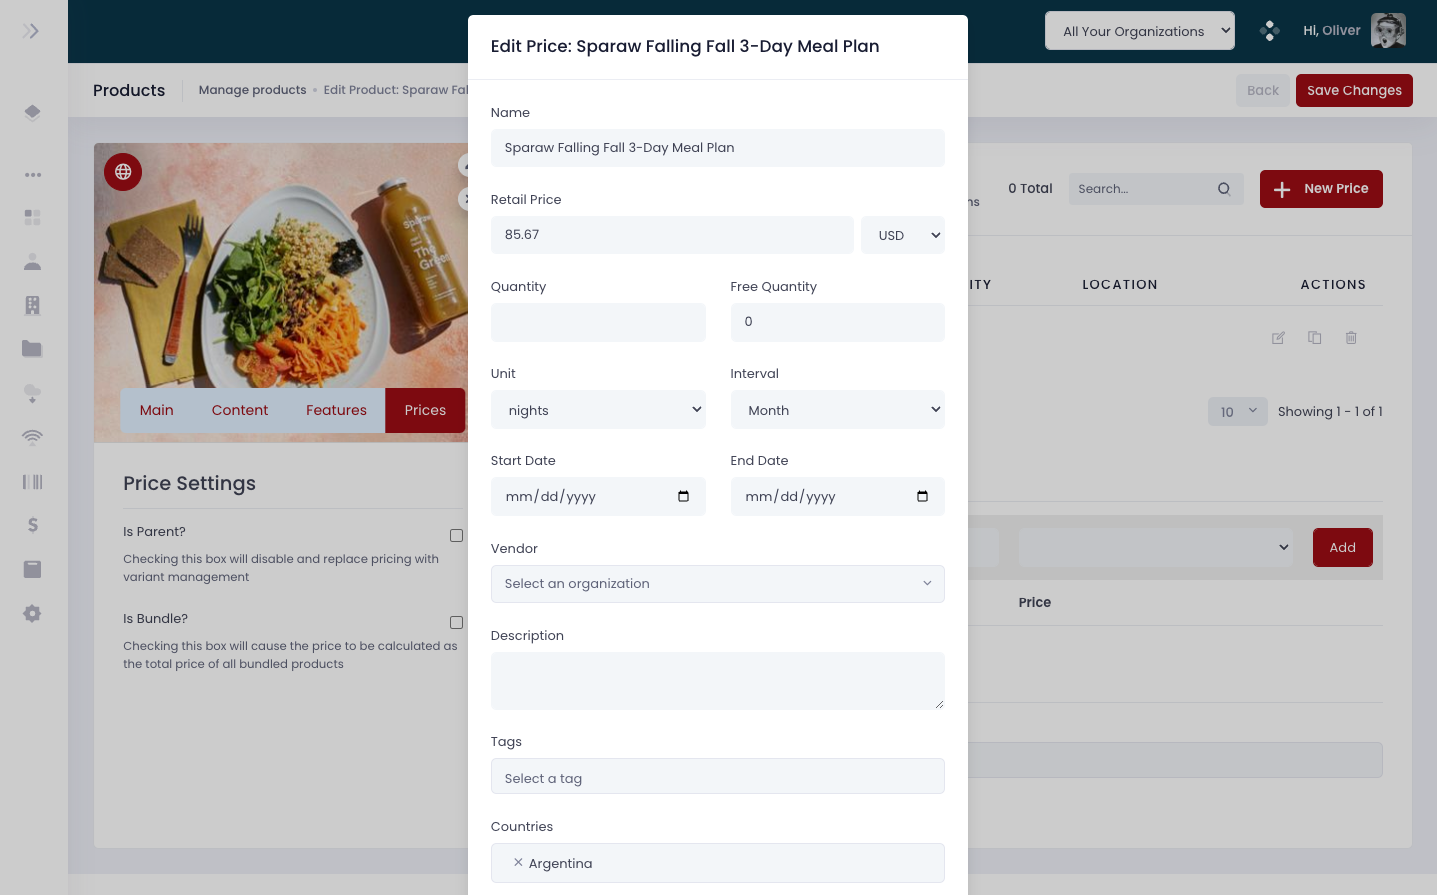 Edit Price: Sparaw Falling Fall 3-Day Meal Plan
All Your Organizations
Hi, Oliver
Products
Manage products • Edit Product: Sparaw Fal
Back
Save Changes
Name
Sparaw Falling Fall 3-Day Meal Plan
Retail Price
85.67
USD
Quantity
Free Quantity
0
Unit
Interval
nights
Month
Start Date
End Date
mm/dd/yyyy
mm/dd/yyyy
Vendor
Select an organization
Description
Tags
Select a tag
Countries
× Argentina
Sparaw
The
Green
Main
Content
Features
Prices
Price Settings
Is Parent?
Checking this box will disable and replace pricing with
variant management
Is Bundle?
Checking this box will cause the price to be calculated as
the total price of all bundled products
ns
0 Total
Search...
New Price
ITY
LOCATION
ACTIONS
10
Showing 1 - 1 of 1
Add
Price